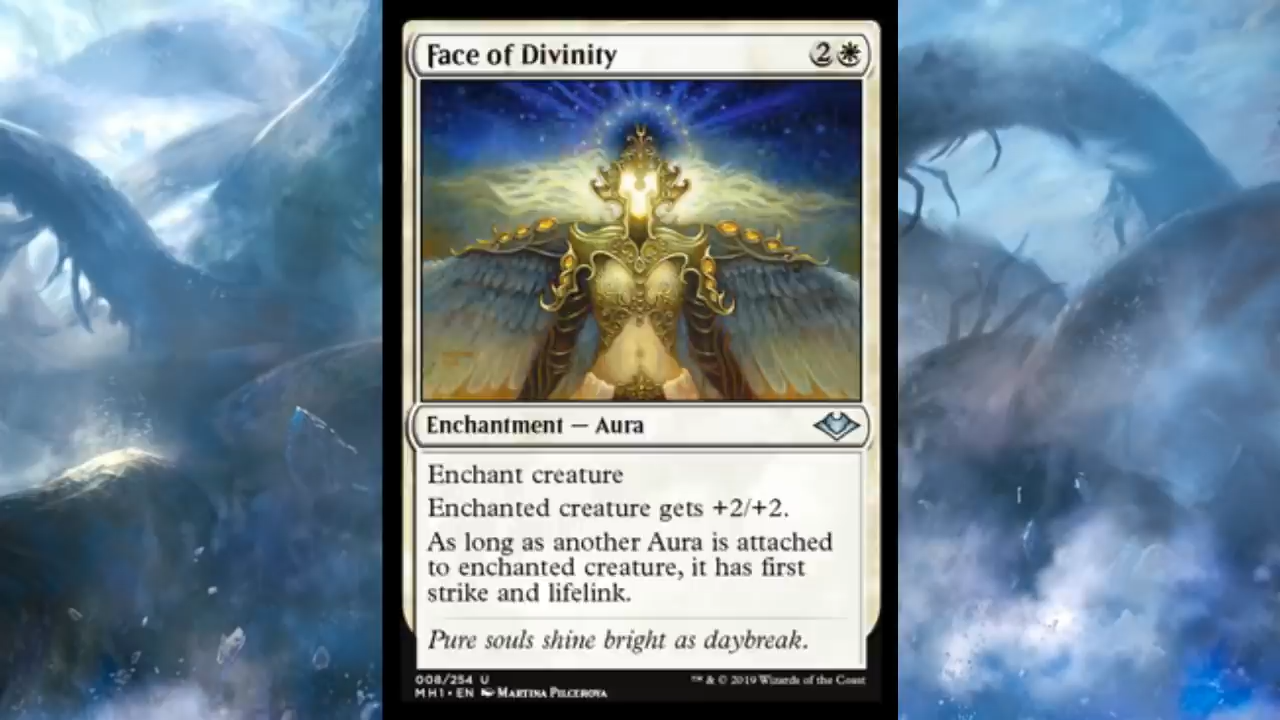 Face of Divinity 2
Enchantment — Aura
Enchant creature
Enchanted creature gets +2/+2.
As long as another Aura is attached
to enchanted creature, it has first
strike and lifelink.
Pure souls shine bright as daybreak.
008/254 U ™ & © 2019 Wizards of the Coast
MH1 • EN Martina Pilcerova